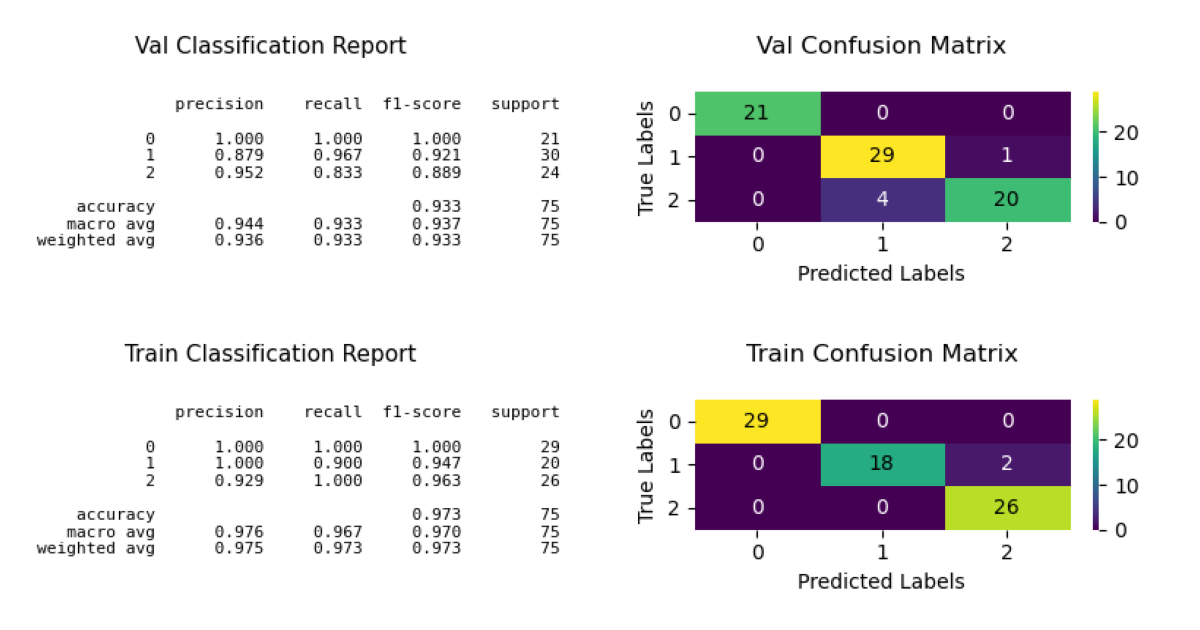 Val Classification Report
precision recall f1-score support
0 1.000 1.000 1.000 21
1 0.879 0.967 0.921 30
2 0.952 0.833 0.889 24
accuracy 0.933 75
macro avg 0.944 0.933 0.937 75
weighted avg 0.936 0.933 0.933 75
Val Confusion Matrix
True Labels
0 21 0 0
1 0 29 1
2 0 4 20
0 1 2
Predicted Labels
20
10
0
Train Classification Report
precision recall f1-score support
0 1.000 1.000 1.000 29
1 1.000 0.900 0.947 20
2 0.929 1.000 0.963 26
accuracy 0.973 75
macro avg 0.976 0.967 0.970 75
weighted avg 0.975 0.973 0.973 75
Train Confusion Matrix
True Labels
0 29 0 0
1 0 18 2
2 0 0 26
0 1 2
Predicted Labels
20
10
0